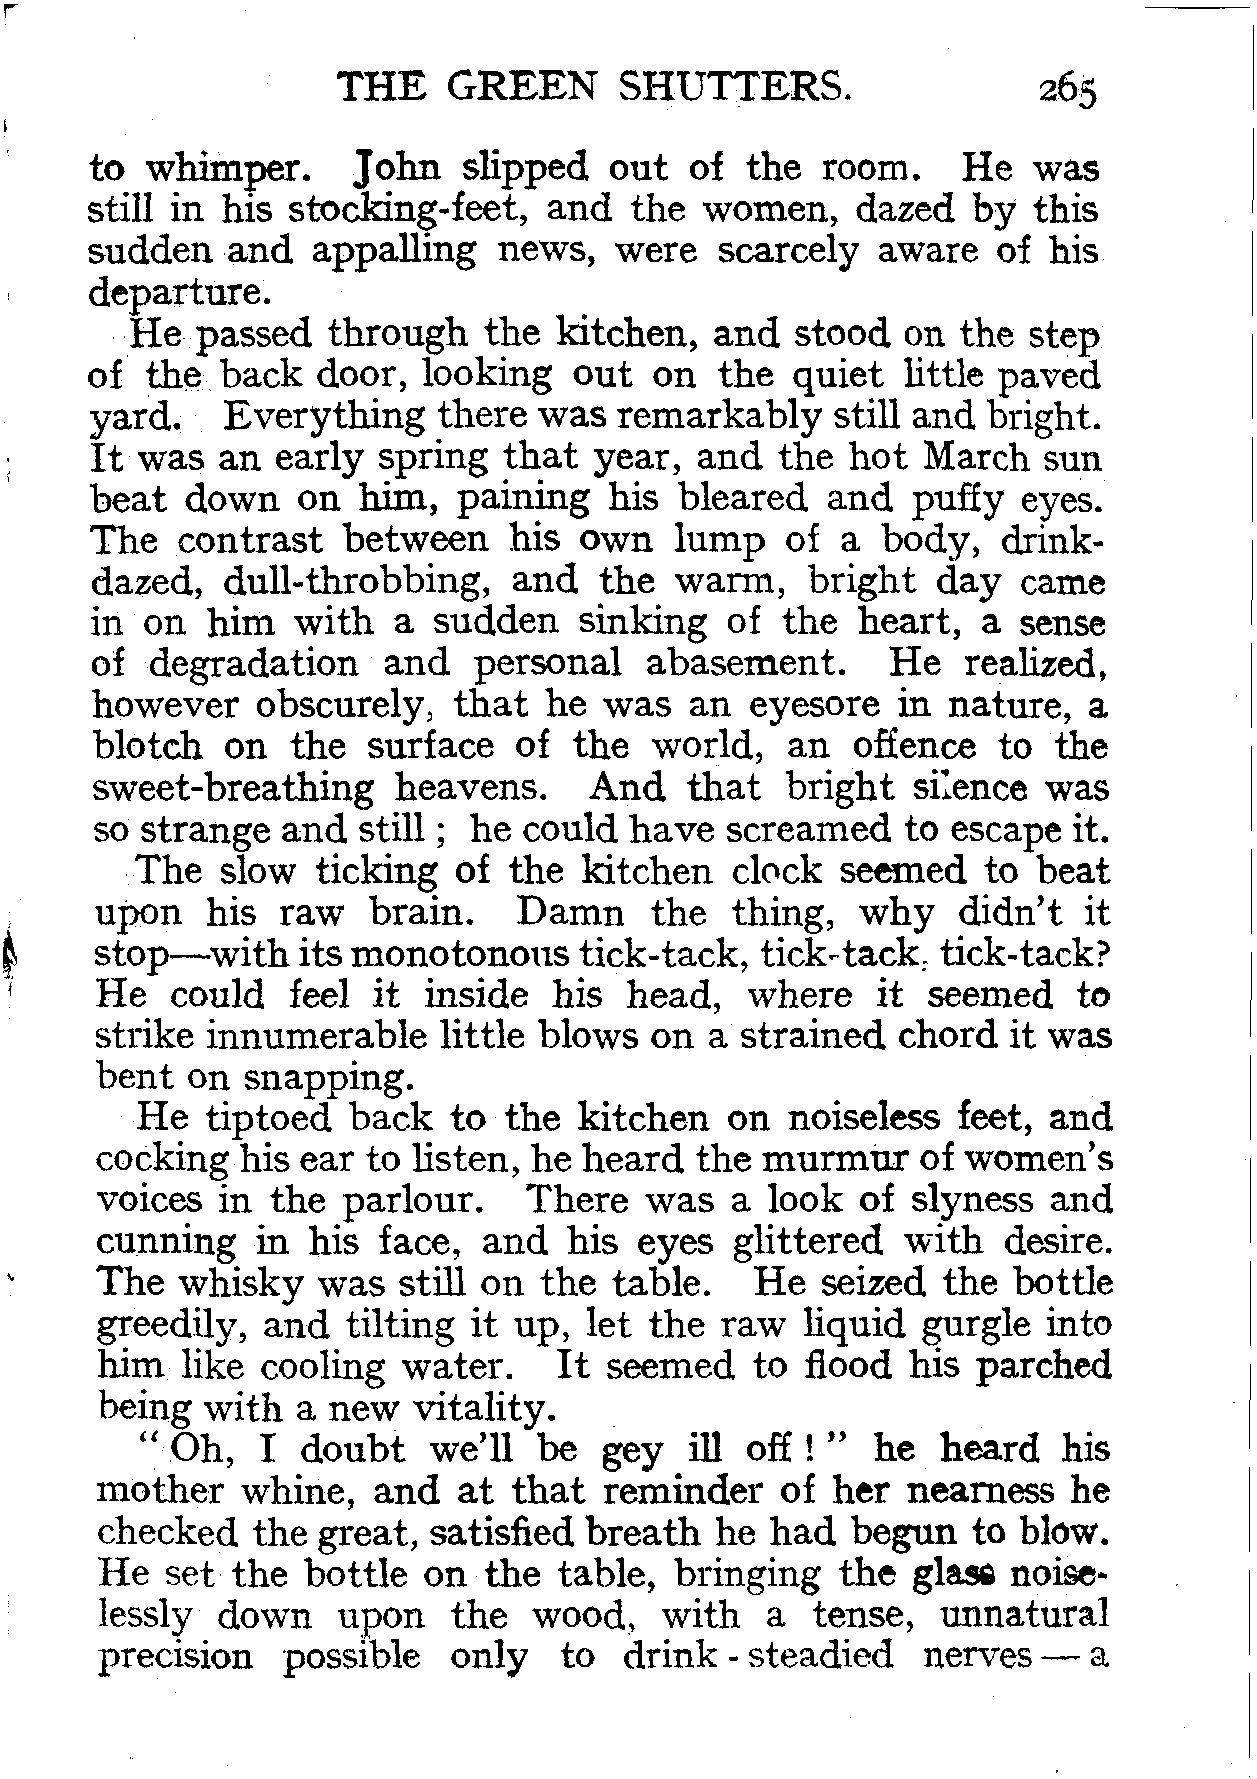 THE GREEN SHUTTERS. 265
to whimper. John slipped out of the room. He was
still in his stocking-feet, and the women, dazed by this
sudden and appalling news, were scarcely aware of his
departure.
He passed through the kitchen, and stood on the step
of the back door, looking out on the quiet little paved
yard. Everything there was remarkably still and bright.
It was an early spring that year, and the hot March sun
beat down on him, paining his bleared and puffy eyes.
The contrast between his own lump of a body, drink-
dazed, dull-throbbing, and the warm, bright day came
in on him with a sudden sinking of the heart, a sense
of degradation and personal abasement. He realized,
however obscurely, that he was an eyesore in nature, a
blotch on the surface of the world, an offence to the
sweet-breathing heavens. And that bright silence was
so strange and still ; he could have screamed to escape it.
The slow ticking of the kitchen clock seemed to beat
upon his raw brain. Damn the thing, why didn't it
stop—with its monotonous tick-tack, tick-tack, tick-tack?
He could feel it inside his head, where it seemed to
strike innumerable little blows on a strained chord it was
bent on snapping.
He tiptoed back to the kitchen on noiseless feet, and
cocking his ear to listen, he heard the murmur of women's
voices in the parlour. There was a look of slyness and
cunning in his face, and his eyes glittered with desire.
The whisky was still on the table. He seized the bottle
greedily, and tilting it up, let the raw liquid gurgle into
him like cooling water. It seemed to flood his parched
being with a new vitality.
" Oh, I doubt we'll be gey ill off ! " he heard his
mother whine, and at that reminder of her nearness he
checked the great, satisfied breath he had begun to blow.
He set the bottle on the table, bringing the glass noise-
lessly down upon the wood, with a tense, unnatural
precision possible only to drink - steadied nerves — a